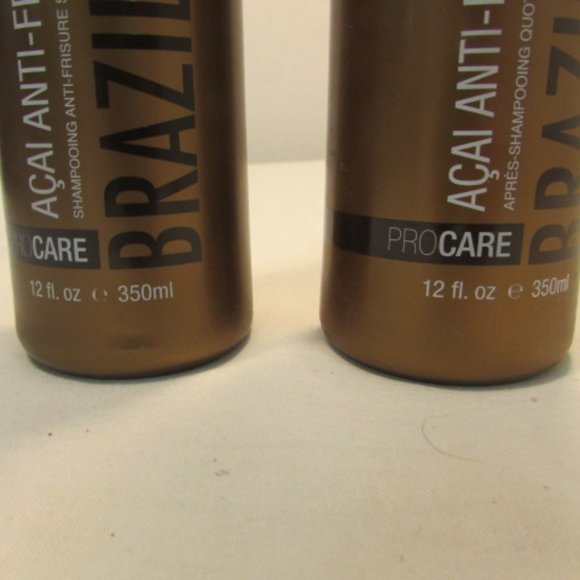 AÇAI ANTI-FR
SHAMPOOING ANTI-FRISURE S
BRAZIL
PROCARE
12 fl. oz e 350ml
AÇAI ANTI-F
APRÈS-SHAMPOOING QUOT
BRAZI
PROCARE
12 fl. oz e 350ml